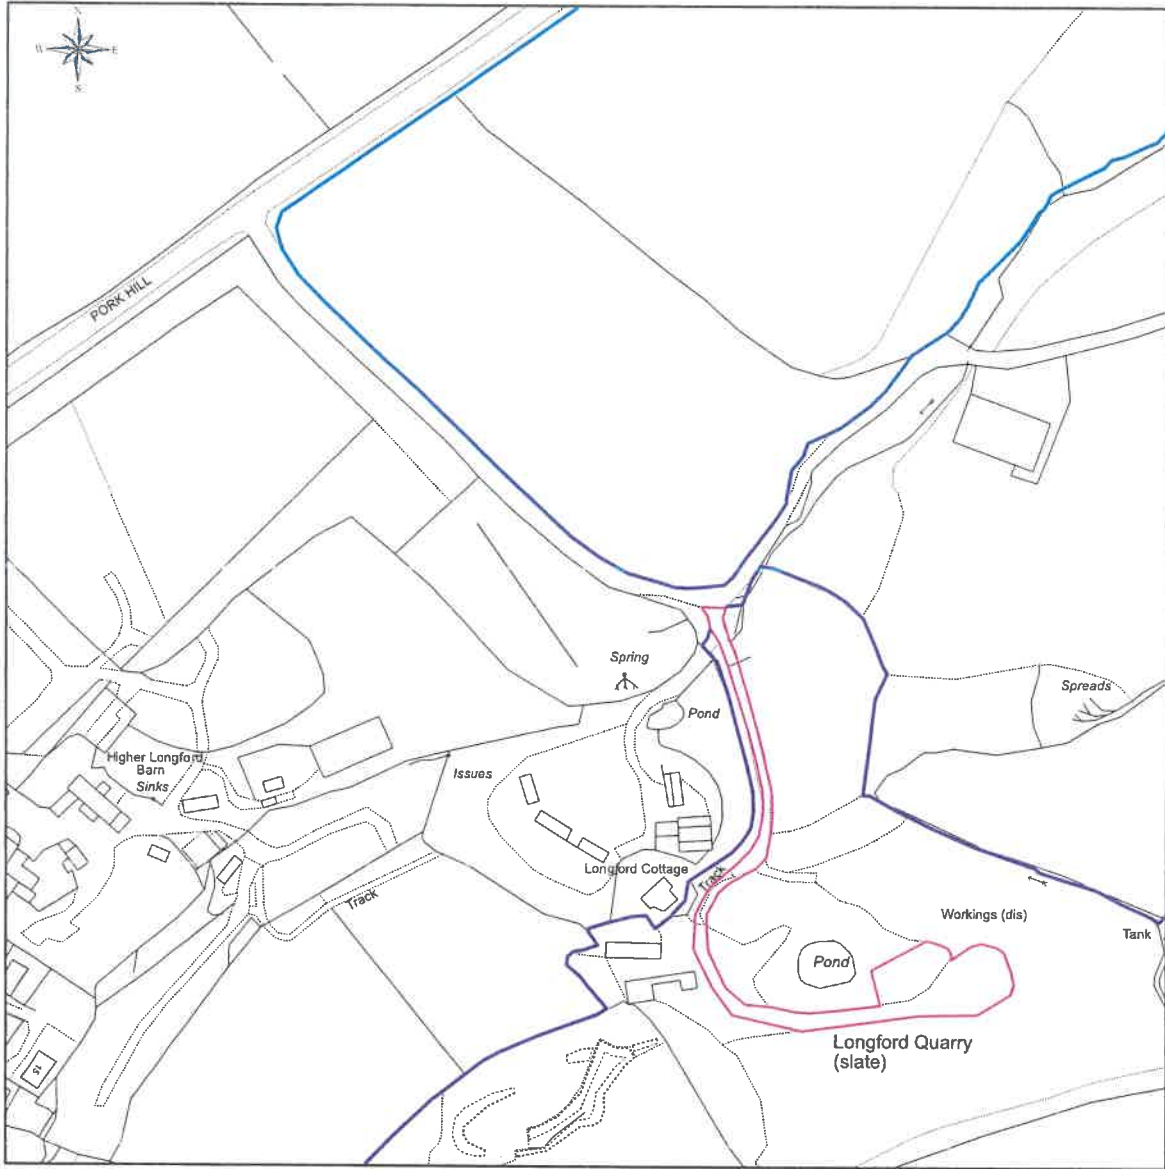 N
W
E
S
PORK HILL
Spring
Spreads
Pond
Higher Longford
Barn
Sinks
Issues
Longford Cottage
Track
Track
Workings (dis)
Tank
Pond
Longford Quarry
(slate)
15